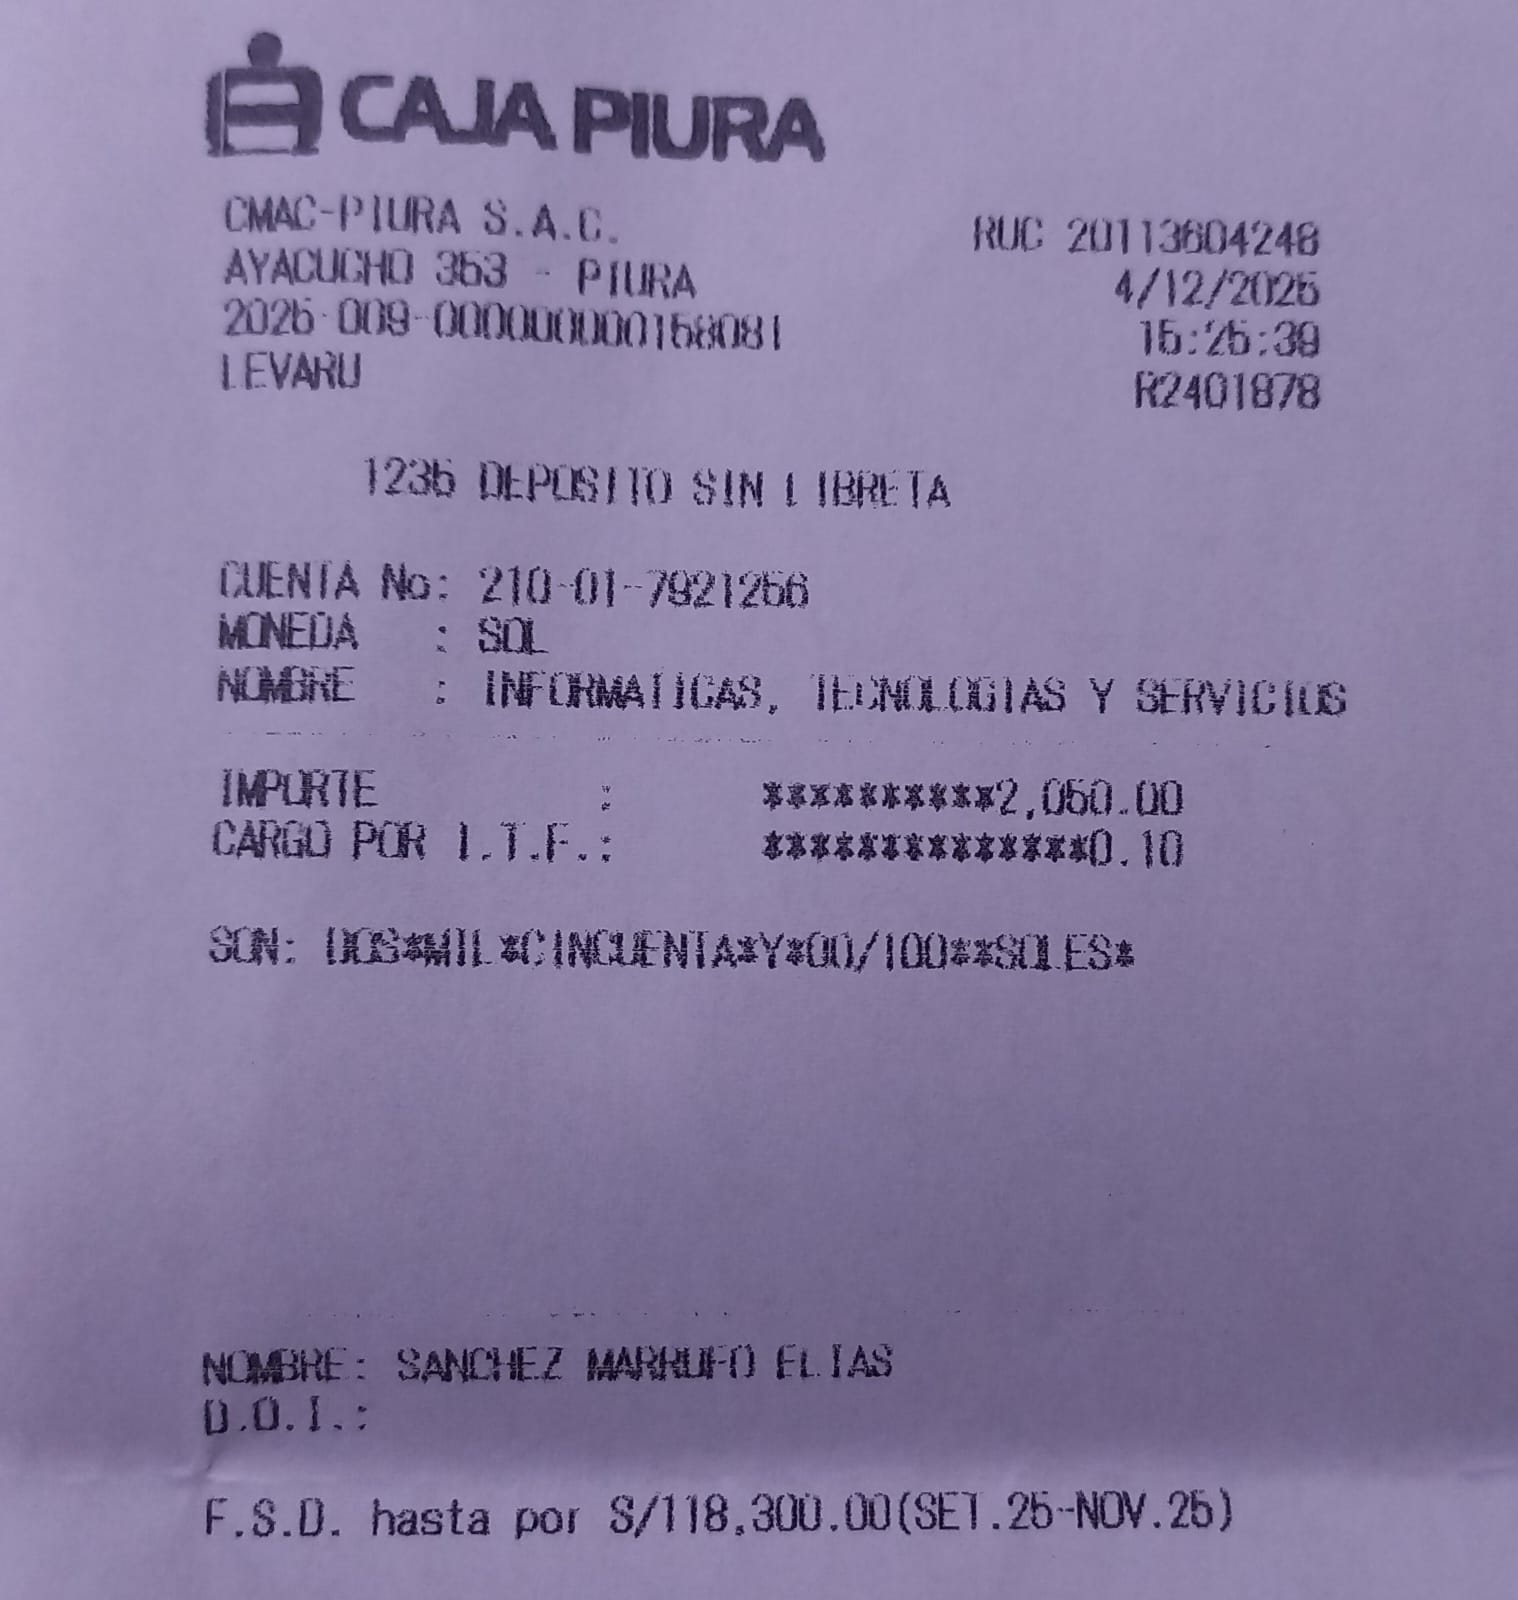 CAJA PIURA
CMAC-PIURA S.A.C. RUC 20113604248
AYACUCHO 353 - PIURA 4/12/2025
2025-009-000000000158081 15:25:39
LEVARU R2401878
1235 DEPOSITO SIN LIBRETA
CUENTA No: 210-01-7921256
MONEDA : SOL
NOMBRE : INFORMATICAS, TECNOLOGIAS Y SERVICIOS
IMPORTE : **********2,050.00
CARGO POR I.T.F.: **************0.10
SON: DOS*MIL*CINCUENTA*Y*00/100**SOLES*
NOMBRE: SANCHEZ MARRUFO ELIAS
D.O.I.:
F.S.D. hasta por S/118,300.00(SET.25-NOV.25)